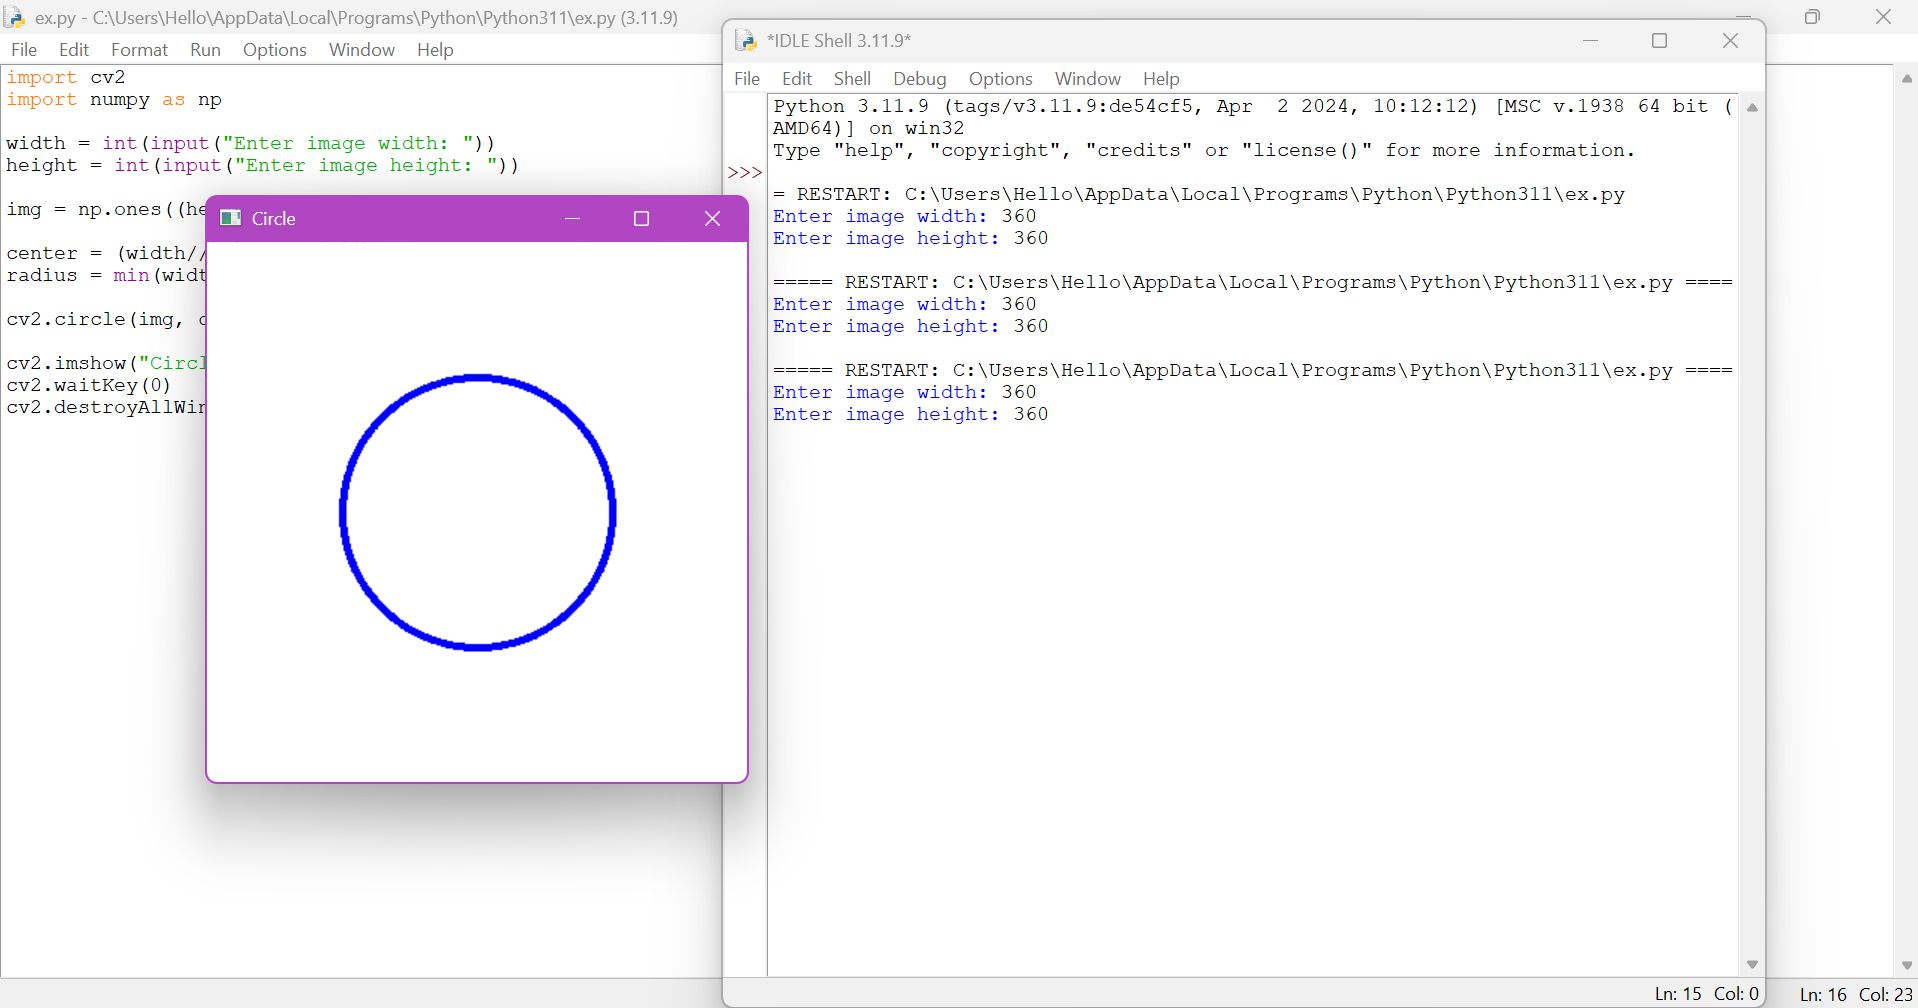 ex.py - C:\Users\Hello\AppData\Local\Programs\Python\Python311\ex.py (3.11.9)
File Edit Format Run Options Window Help
import cv2
import numpy as np
width = int(input("Enter image width: "))
height = int(input("Enter image height: "))
img = np.ones((he
center = (width//
radius = min(widt
cv2.circle(img, c
cv2.imshow("Circl
cv2.waitKey(0)
cv2.destroyAllWin
Circle
*IDLE Shell 3.11.9*
File Edit Shell Debug Options Window Help
Python 3.11.9 (tags/v3.11.9:de54cf5, Apr  2 2024, 10:12:12) [MSC v.1938 64 bit (
AMD64)] on win32
Type "help", "copyright", "credits" or "license()" for more information.
>>>
= RESTART: C:\Users\Hello\AppData\Local\Programs\Python\Python311\ex.py
Enter image width: 360
Enter image height: 360
===== RESTART: C:\Users\Hello\AppData\Local\Programs\Python\Python311\ex.py ====
Enter image width: 360
Enter image height: 360
===== RESTART: C:\Users\Hello\AppData\Local\Programs\Python\Python311\ex.py ====
Enter image width: 360
Enter image height: 360
Ln: 15 Col: 0
Ln: 16 Col: 23